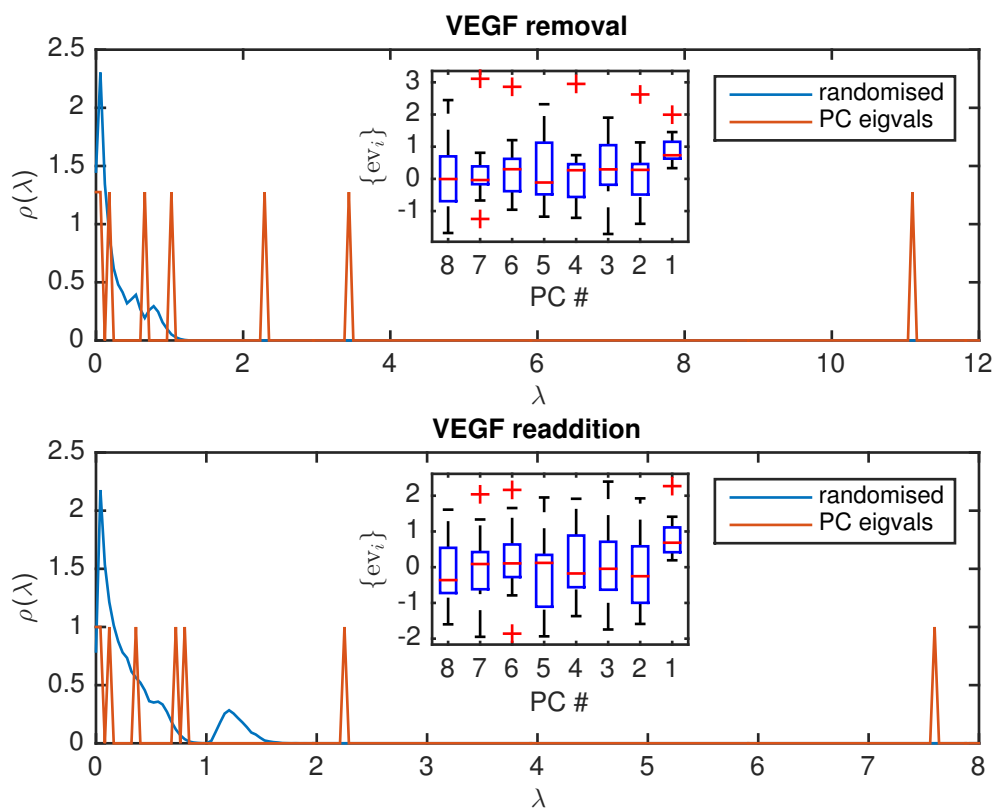 VEGF removal
2.5
2
1.5
1
0.5
0
ρ(λ)
0 2 4 6 8 10 12
λ
randomised
PC eigvals
3
2
1
0
-1
{ev_i}
8 7 6 5 4 3 2 1
PC #
VEGF readdition
2.5
2
1.5
1
0.5
0
ρ(λ)
0 1 2 3 4 5 6 7 8
λ
randomised
PC eigvals
2
1
0
-1
-2
{ev_i}
8 7 6 5 4 3 2 1
PC #